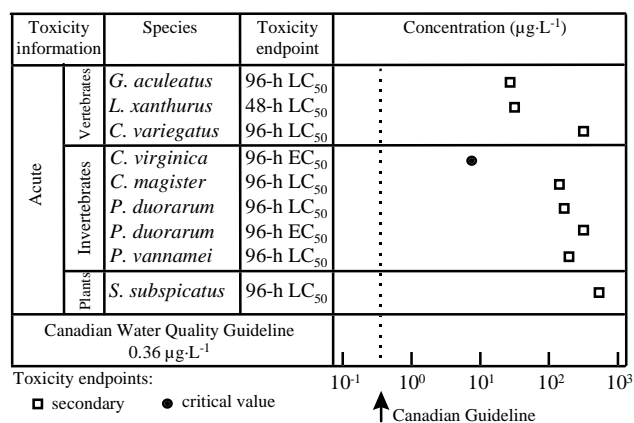 Toxicity information Species Toxicity endpoint Concentration (µg·L-1)
Acute
Vertebrates
G. aculeatus 96-h LC50
L. xanthurus 48-h LC50
C. variegatus 96-h LC50
Invertebrates
C. virginica 96-h EC50
C. magister 96-h LC50
P. duorarum 96-h LC50
P. duorarum 96-h EC50
P. vannamei 96-h LC50
Plants
S. subspicatus 96-h LC50
Canadian Water Quality Guideline
0.36 µg·L-1
Toxicity endpoints:
secondary critical value
10-1 100 101 102 103
Canadian Guideline